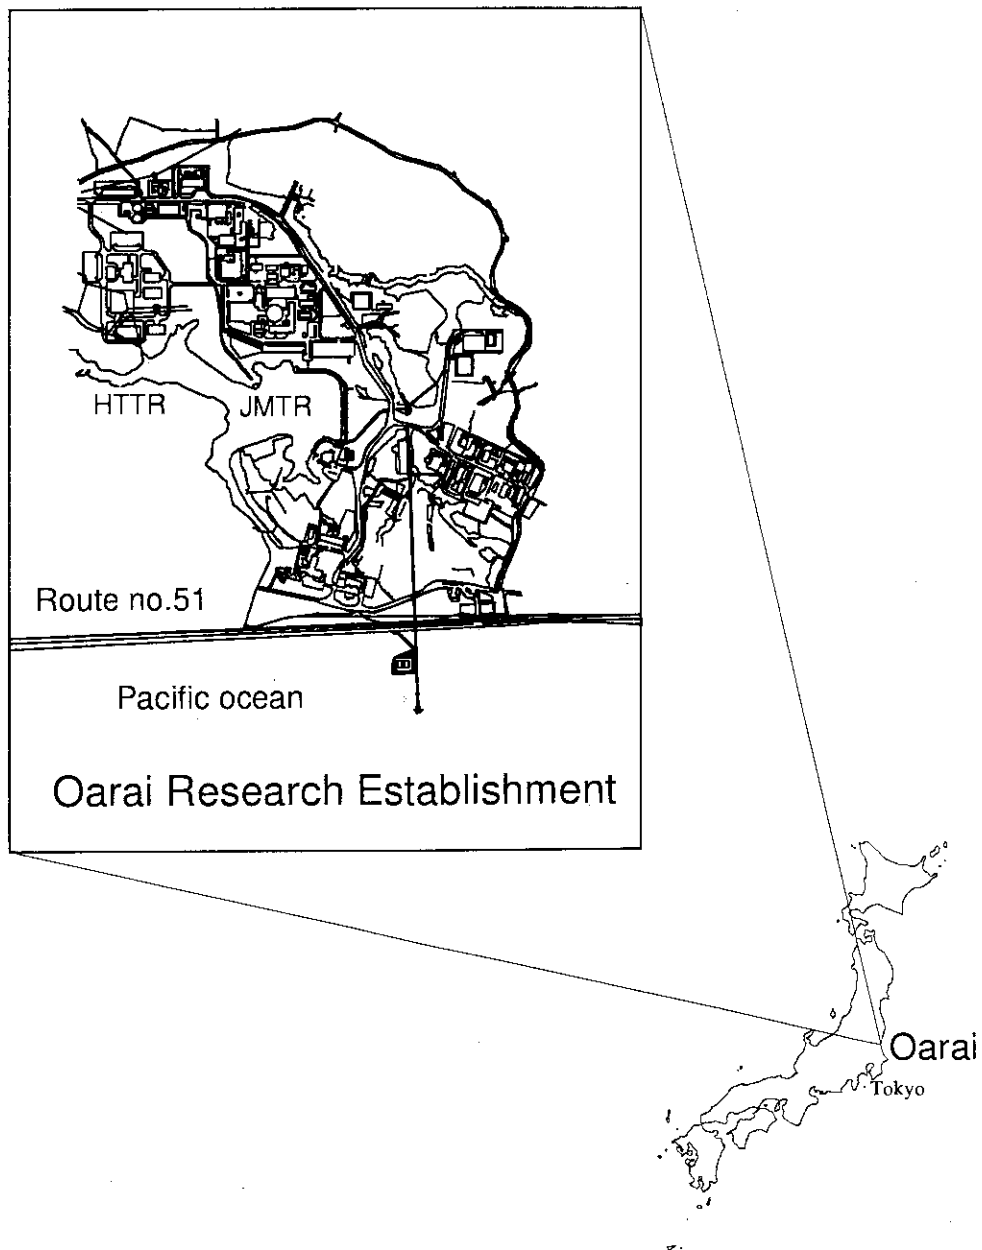 HTTR
JMTR
Route no.51
Pacific ocean
Oarai Research Establishment
Oarai
Tokyo